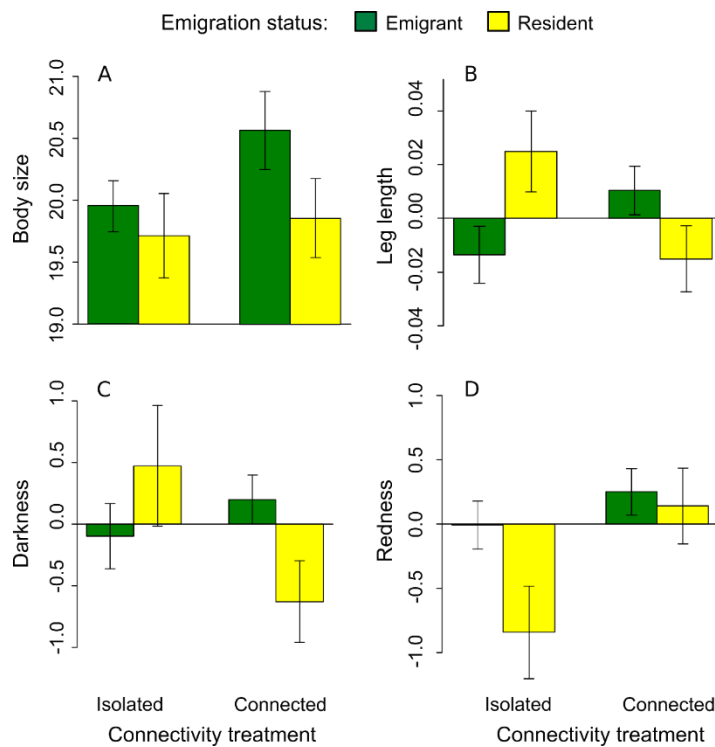 Emigration status: Emigrant Resident
A
Body size
21.0
20.5
20.0
19.5
19.0
B
Leg length
0.04
0.02
0.00
-0.02
-0.04
C
Darkness
1.0
0.5
0.0
-0.5
-1.0
D
Redness
1.0
0.5
0.0
-0.5
-1.0
Isolated Connected
Connectivity treatment
Isolated Connected
Connectivity treatment